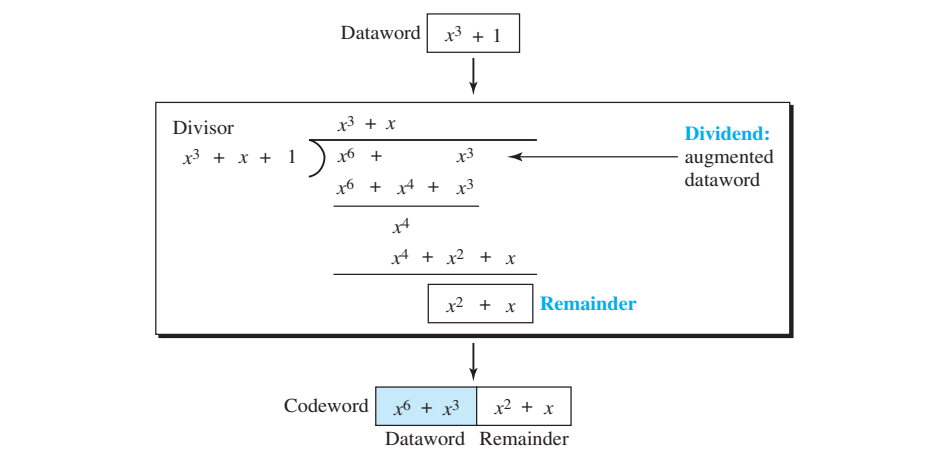 Dataword x³ + 1
Divisor x³ + x Dividend:
x³ + x + 1 x⁶ + x³ augmented
x⁶ + x⁴ + x³ dataword
x⁴
x⁴ + x² + x
x² + x Remainder
Codeword x⁶ + x³ x² + x
Dataword Remainder